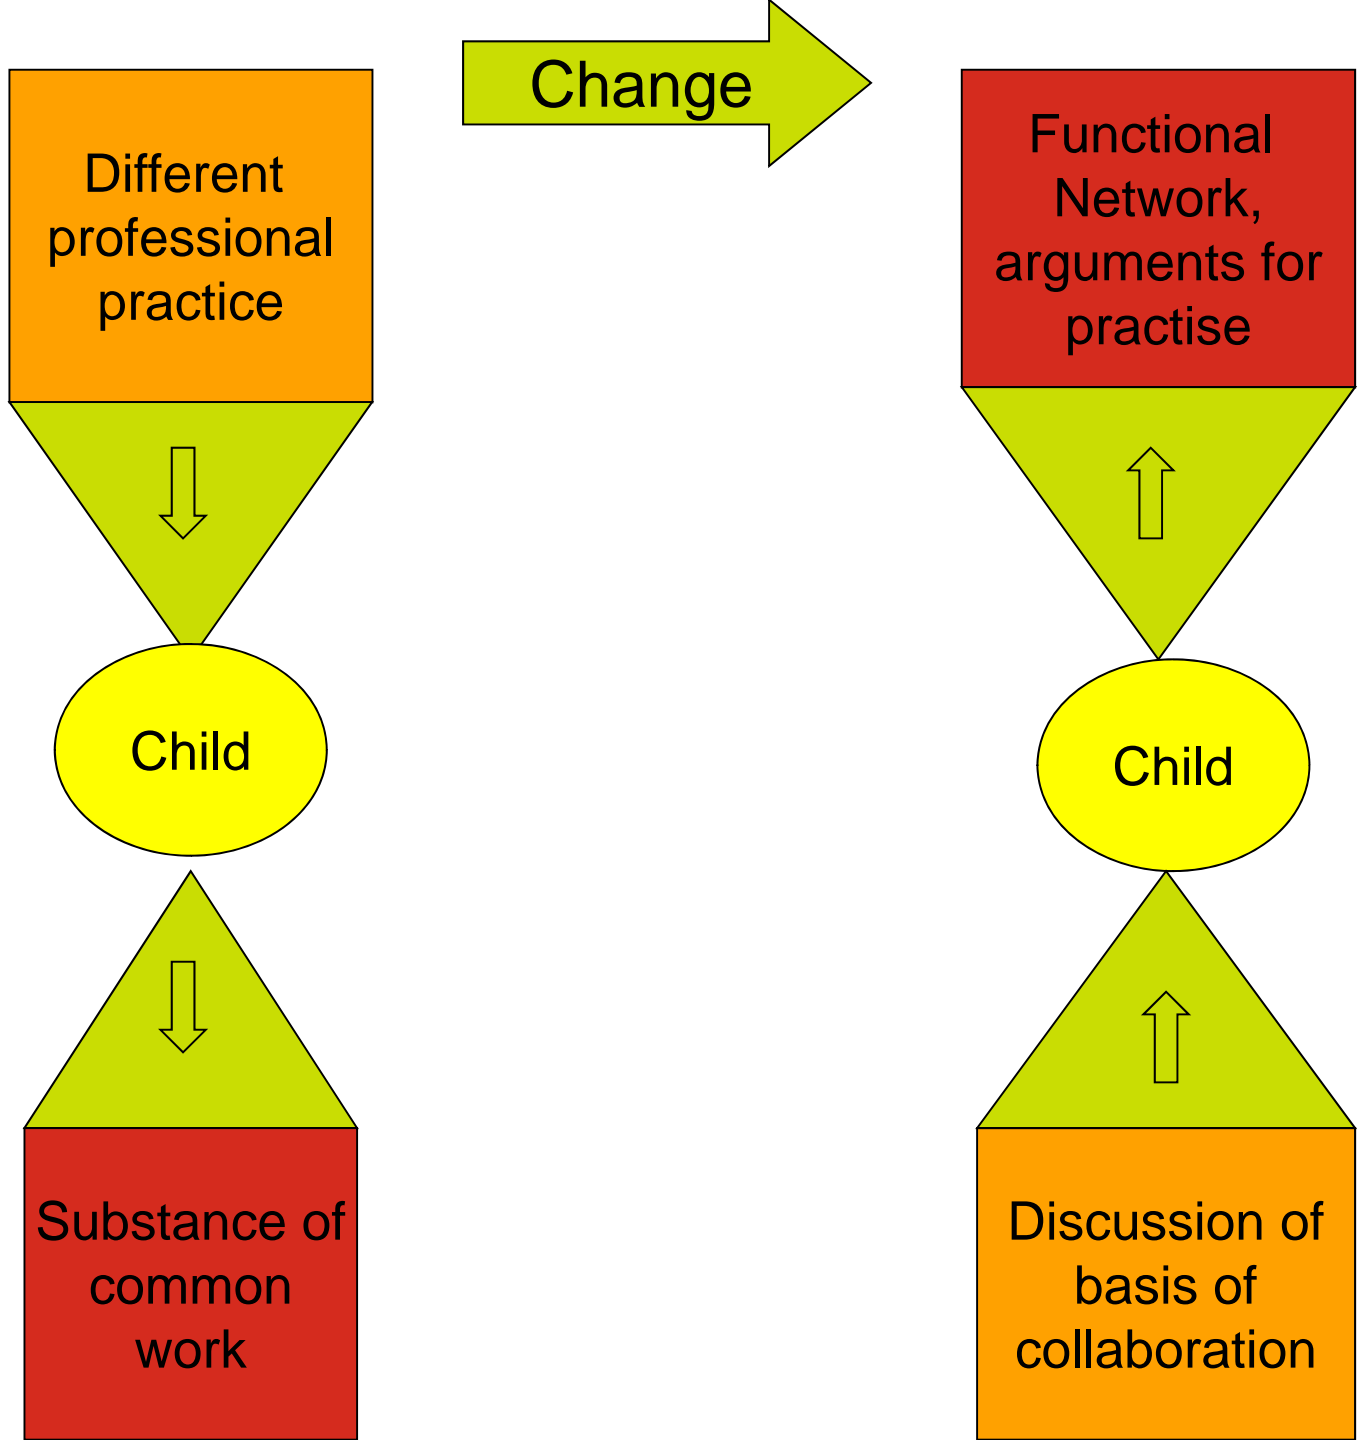 Change
Different
professional
practice
Functional
Network,
arguments for
practise
Child
Child
Substance of
common
work
Discussion of
basis of
collaboration